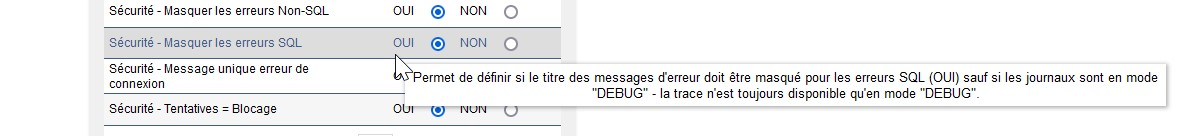 Sécurité - Masquer les erreurs Non-SQL OUI NON
Sécurité - Masquer les erreurs SQL OUI NON
Sécurité - Message unique erreur de
connexion
Permet de définir si le titre des messages d'erreur doit être masqué pour les erreurs SQL (OUI) sauf si les journaux sont en mode
"DEBUG" - la trace n'est toujours disponible qu'en mode "DEBUG".
Sécurité - Tentatives = Blocage OUI NON